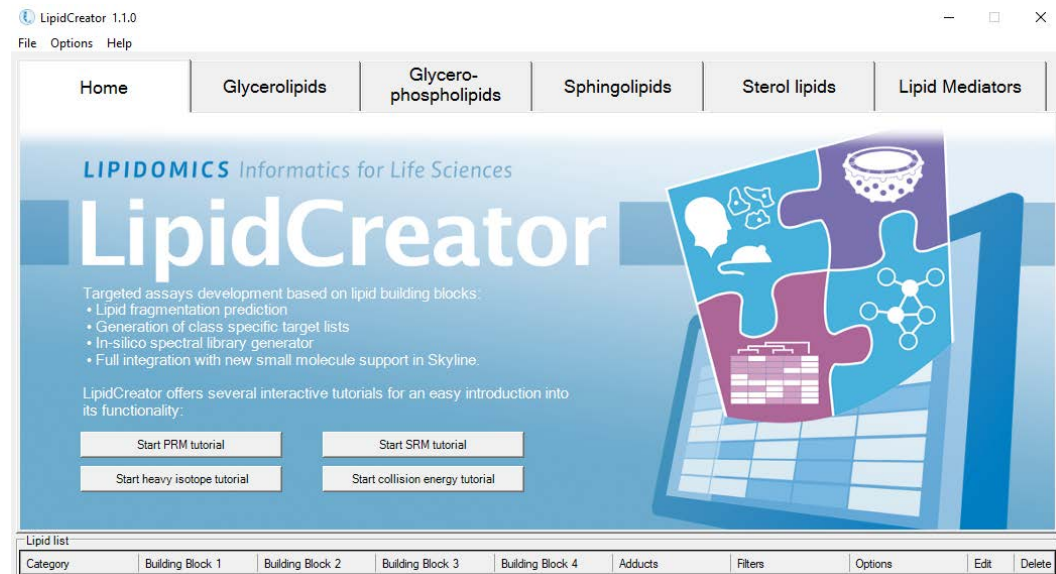 LipidCreator 1.1.0
File Options Help
Home
Glycerolipids
Glycero-
phospholipids
Sphingolipids
Sterol lipids
Lipid Mediators
LIPIDOMICS Informatics for Life Sciences
LipidCreator
Targeted assays development based on lipid building blocks:
• Lipid fragmentation prediction
• Generation of class specific target lists
• In-silico spectral library generator
• Full integration with new small molecule support in Skyline.
LipidCreator offers several interactive tutorials for an easy introduction into
its functionality:
Start PRM tutorial
Start SRM tutorial
Start heavy isotope tutorial
Start collision energy tutorial
Lipid list
Category Building Block 1 Building Block 2 Building Block 3 Building Block 4 Adducts Filters Options Edit Delete